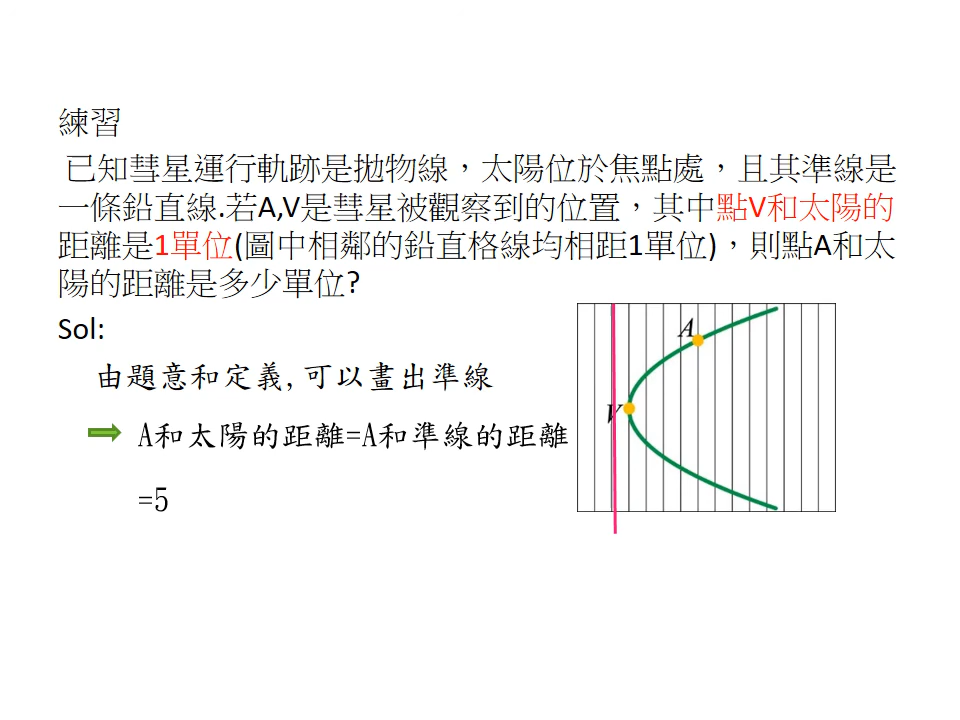 練習
已知彗星運行軌跡是拋物線，太陽位於焦點處，且其準線是
一條鉛直線.若A,V是彗星被觀察到的位置，其中點V和太陽的
距離是1單位(圖中相鄰的鉛直格線均相距1單位)，則點A和太
陽的距離是多少單位?
Sol:
由題意和定義,可以畫出準線
A和太陽的距離=A和準線的距離
=5
A
V